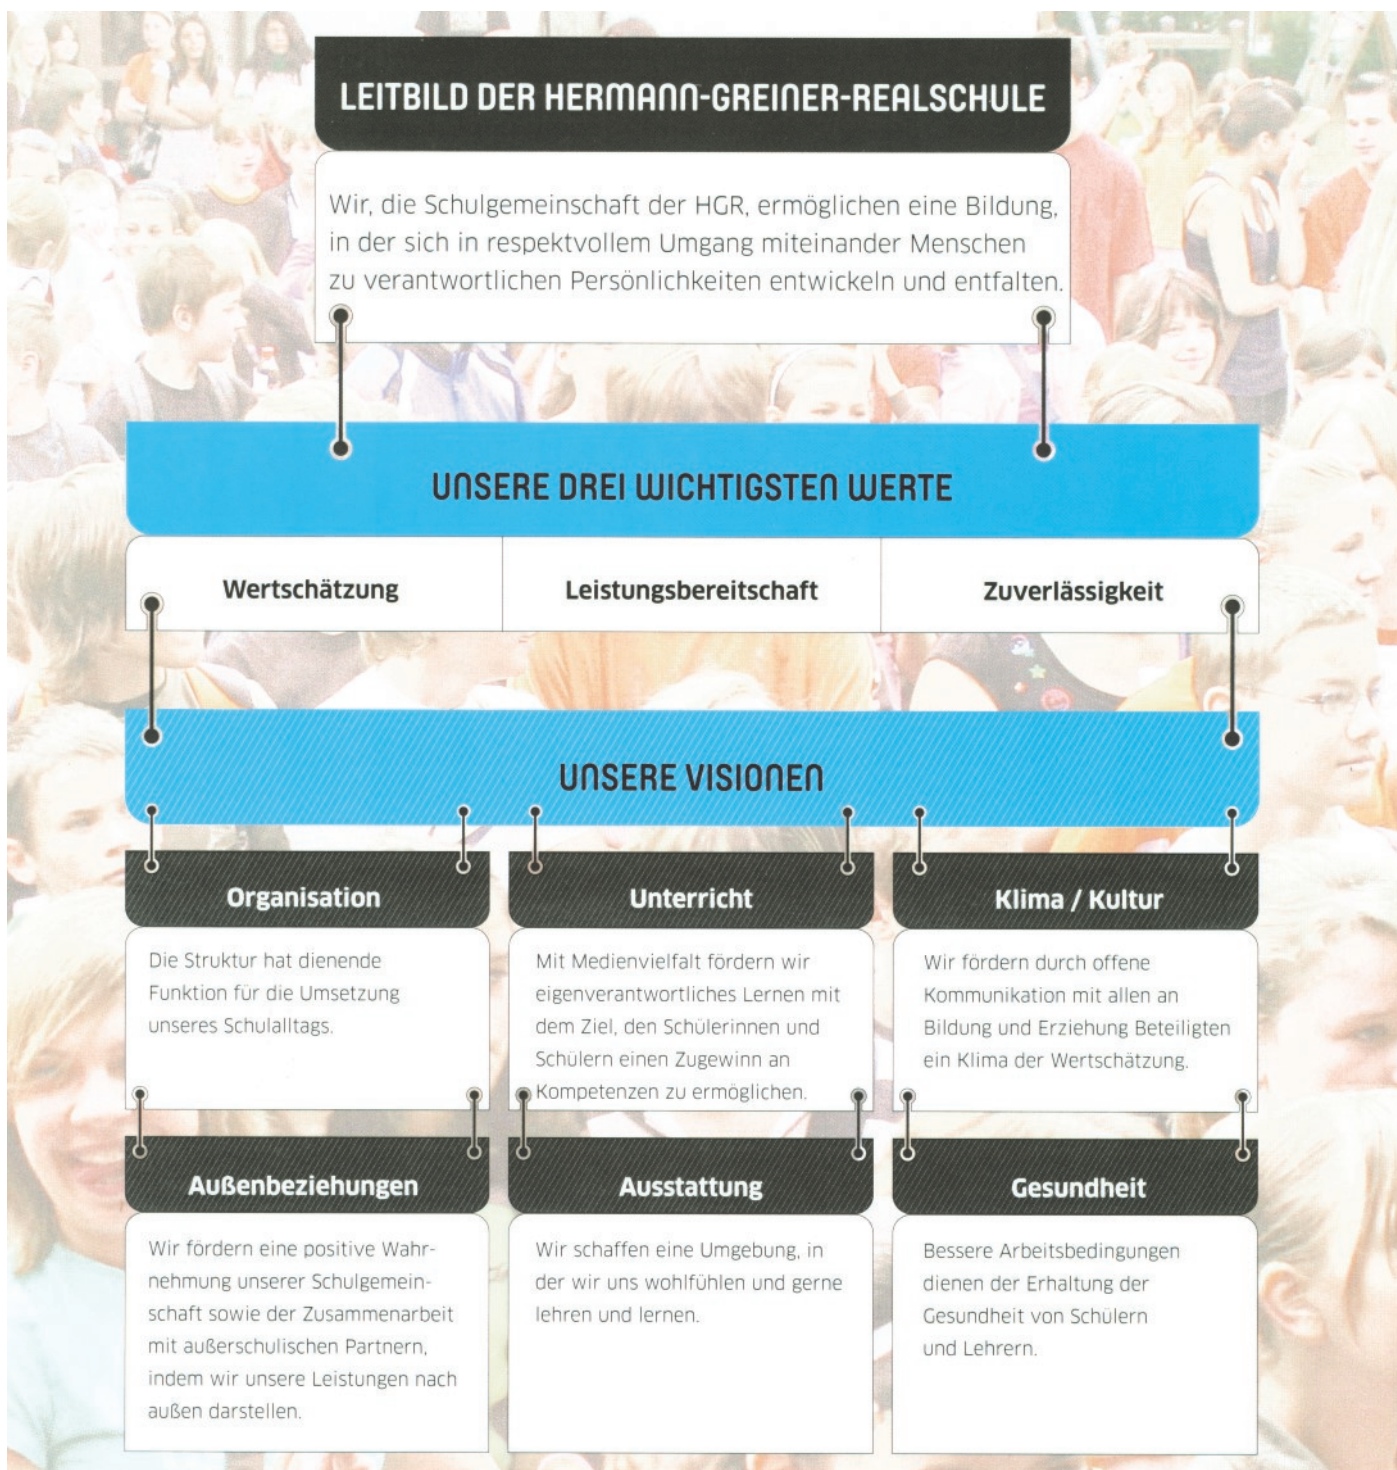 LEITBILD DER HERMANN-GREINER-REALSCHULE
Wir, die Schulgemeinschaft der HGR, ermöglichen eine Bildung,
in der sich in respektvollem Umgang miteinander Menschen
zu verantwortlichen Persönlichkeiten entwickeln und entfalten.
UNSERE DREI WICHTIGSTEN WERTE
Wertschätzung
Leistungsbereitschaft
Zuverlässigkeit
UNSERE VISIONEN
Organisation
Die Struktur hat dienende
Funktion für die Umsetzung
unseres Schulalltags.
Unterricht
Mit Medienvielfalt fördern wir
eigenverantwortliches Lernen mit
dem Ziel, den Schülerinnen und
Schülern einen Zugewinn an
Kompetenzen zu ermöglichen.
Klima / Kultur
Wir fördern durch offene
Kommunikation mit allen an
Bildung und Erziehung Beteiligten
ein Klima der Wertschätzung.
Außenbeziehungen
Wir fördern eine positive Wahr-
nehmung unserer Schulgemein-
schaft sowie der Zusammenarbeit
mit außerschulischen Partnern,
indem wir unsere Leistungen nach
außen darstellen.
Ausstattung
Wir schaffen eine Umgebung, in
der wir uns wohlfühlen und gerne
lehren und lernen.
Gesundheit
Bessere Arbeitsbedingungen
dienen der Erhaltung der
Gesundheit von Schülern
und Lehrern.